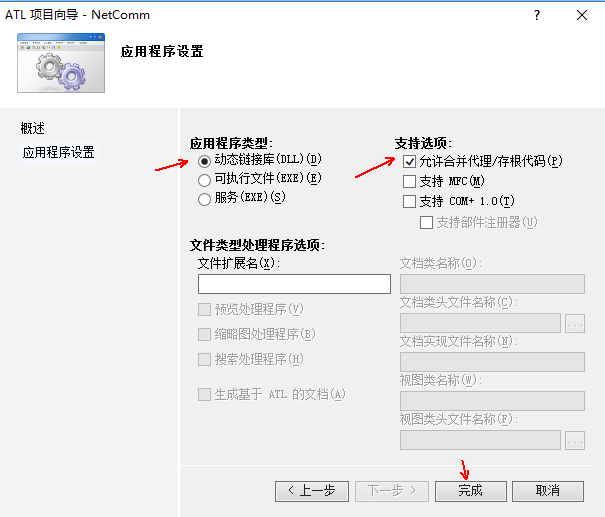 ATL 项目向导 - NetComm
应用程序设置
概述
应用程序设置
应用程序类型:
动态链接库(DLL)(D)
可执行文件(EXE)(E)
服务(EXE)(S)
支持选项:
允许合并代理/存根代码(P)
支持 MFC(M)
支持 COM+ 1.0(T)
支持部件注册器(U)
文件类型处理程序选项:
文件扩展名(X):
预览处理程序(V)
缩略图处理程序(B)
搜索处理程序(H)
生成基于 ATL 的文档(A)
文档类名称(O):
文档类头文件名称(C):
...
文档实现文件名称(N):
视图类名称(W):
视图类头文件名称(F):
...
< 上一步
下一步 >
完成
取消